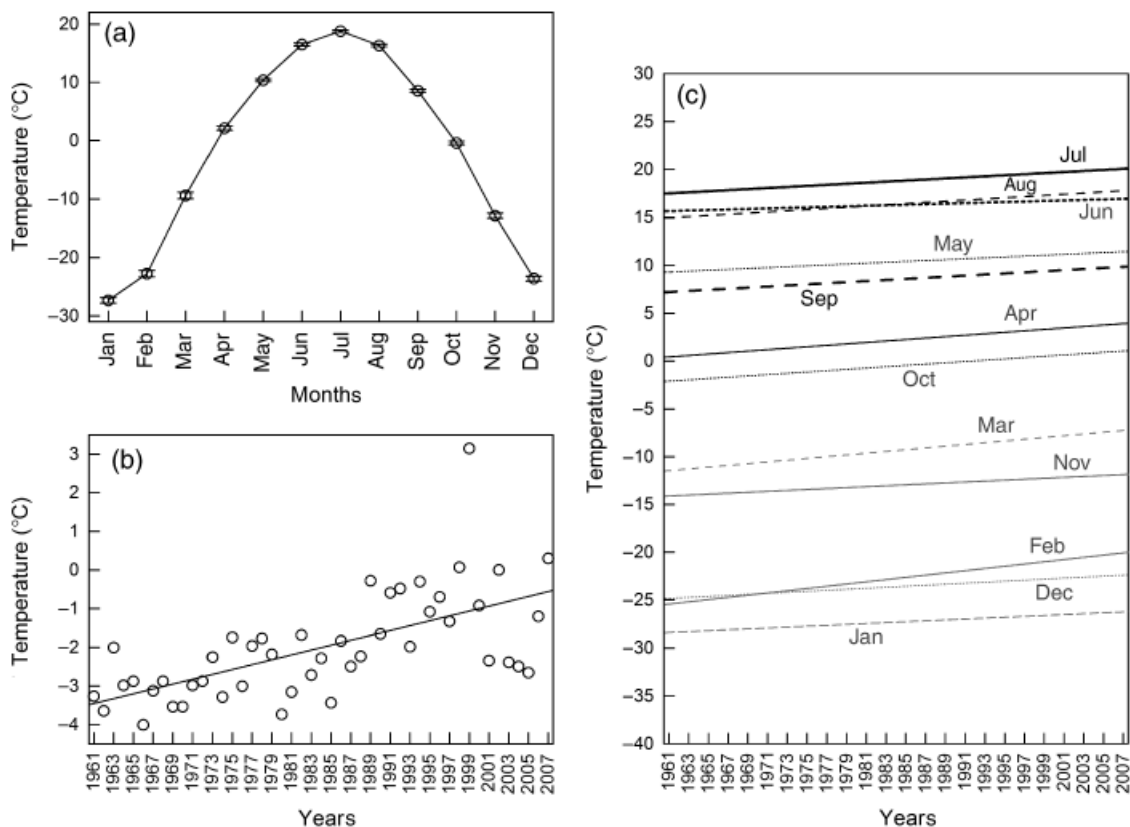 (a)
Temperature (°C)
20
10
0
−10
−20
−30
Jan
Feb
Mar
Apr
May
Jun
Jul
Aug
Sep
Oct
Nov
Dec
Months
(b)
Temperature (°C)
3
2
1
0
−1
−2
−3
−4
1961
1963
1965
1967
1969
1971
1973
1975
1977
1979
1981
1983
1985
1987
1989
1991
1993
1995
1997
1999
2001
2003
2005
2007
Years
(c)
Temperature (°C)
30
25
20
15
10
5
0
−5
−10
−15
−20
−25
−30
−35
−40
Jul
Aug
Jun
May
Sep
Apr
Oct
Mar
Nov
Feb
Dec
Jan
1961
1963
1965
1967
1969
1971
1973
1975
1977
1979
1981
1983
1985
1987
1989
1991
1993
1995
1997
1999
2001
2003
2005
2007
Years